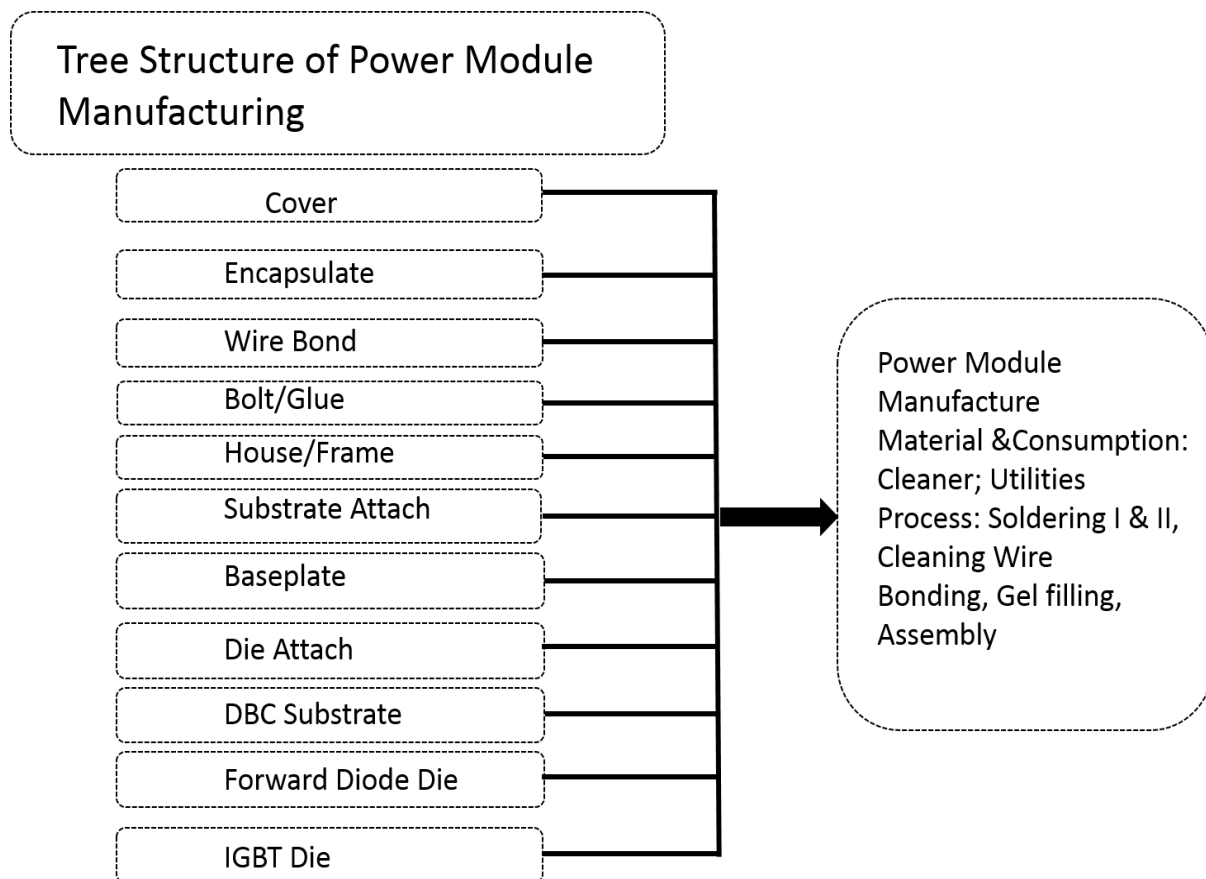 Tree Structure of Power Module
Manufacturing
Cover
Encapsulate
Wire Bond
Bolt/Glue
House/Frame
Substrate Attach
Baseplate
Die Attach
DBC Substrate
Forward Diode Die
IGBT Die
Power Module
Manufacture
Material &Consumption:
Cleaner; Utilities
Process: Soldering I & II,
Cleaning Wire
Bonding, Gel filling,
Assembly